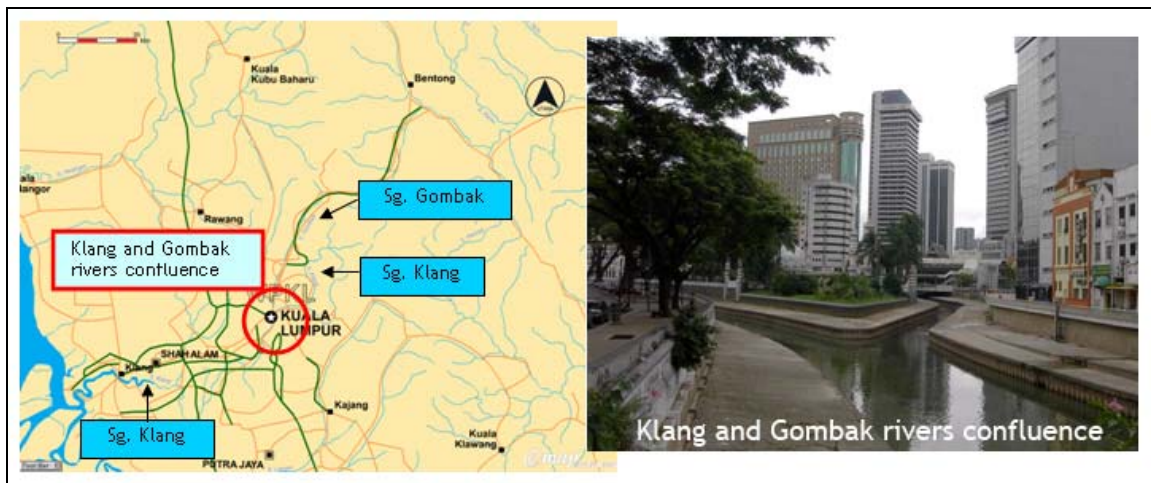 Kuala
Kubu Baharu
Bentong
Sg. Gombak
Rawang
Klang and Gombak
rivers confluence
Sg. Klang
KUALA
LUMPUR
SHAH ALAM
Klang
Kajang
Sg. Klang
Kuala
Klawang
PUTRA JAYA
Klang and Gombak rivers confluence